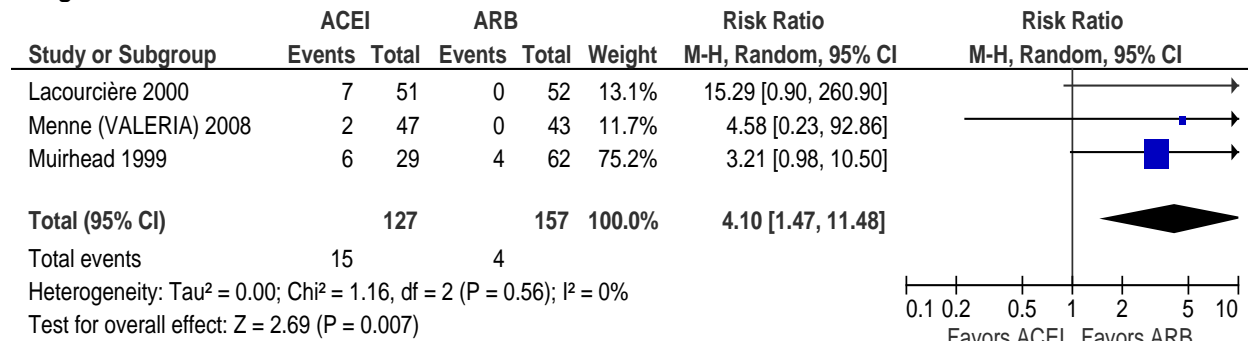 ACEI ARB Risk Ratio Risk Ratio
Study or Subgroup Events Total Events Total Weight M-H, Random, 95% CI M-H, Random, 95% CI
Lacourcière 2000 7 51 0 52 13.1% 15.29 [0.90, 260.90]
Menne (VALERIA) 2008 2 47 0 43 11.7% 4.58 [0.23, 92.86]
Muirhead 1999 6 29 4 62 75.2% 3.21 [0.98, 10.50]
Total (95% CI) 127 157 100.0% 4.10 [1.47, 11.48]
Total events 15 4
Heterogeneity: Tau² = 0.00; Chi² = 1.16, df = 2 (P = 0.56); I² = 0%
Test for overall effect: Z = 2.69 (P = 0.007)
0.1 0.2 0.5 1 2 5 10
Favors ACEI Favors ARB